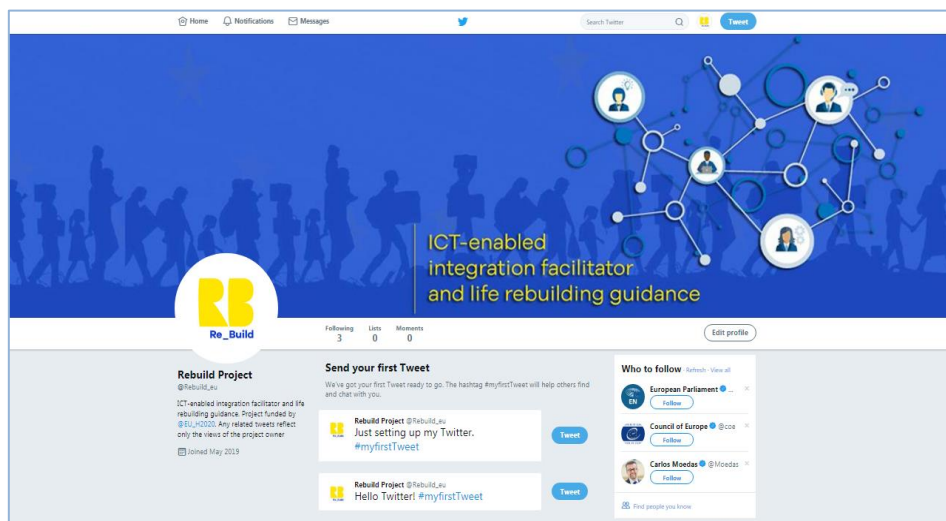 Home Notifications Messages Search Twitter Tweet
ICT-enabled
integration facilitator
and life rebuilding guidance
RB
Re_Build
Following Lists Moments
3 0 0
Edit profile
Rebuild Project
@Rebuild_eu
ICT-enabled integration facilitator and life
rebuilding guidance. Project funded by
@EU_H2020. Any related tweets reflect
only the views of the project owner
Joined May 2019
Send your first Tweet
We've got your first Tweet ready to go. The hashtag #myfirstTweet will help others find
and chat with you.
Rebuild Project @Rebuild_eu
Just setting up my Twitter.
#myfirstTweet
Tweet
Rebuild Project @Rebuild_eu
Hello Twitter! #myfirstTweet
Tweet
Who to follow · Refresh · View all
European Parliament ...
EN
Follow
Council of Europe @coe
Follow
Carlos Moedas @Moedas
Follow
Find people you know